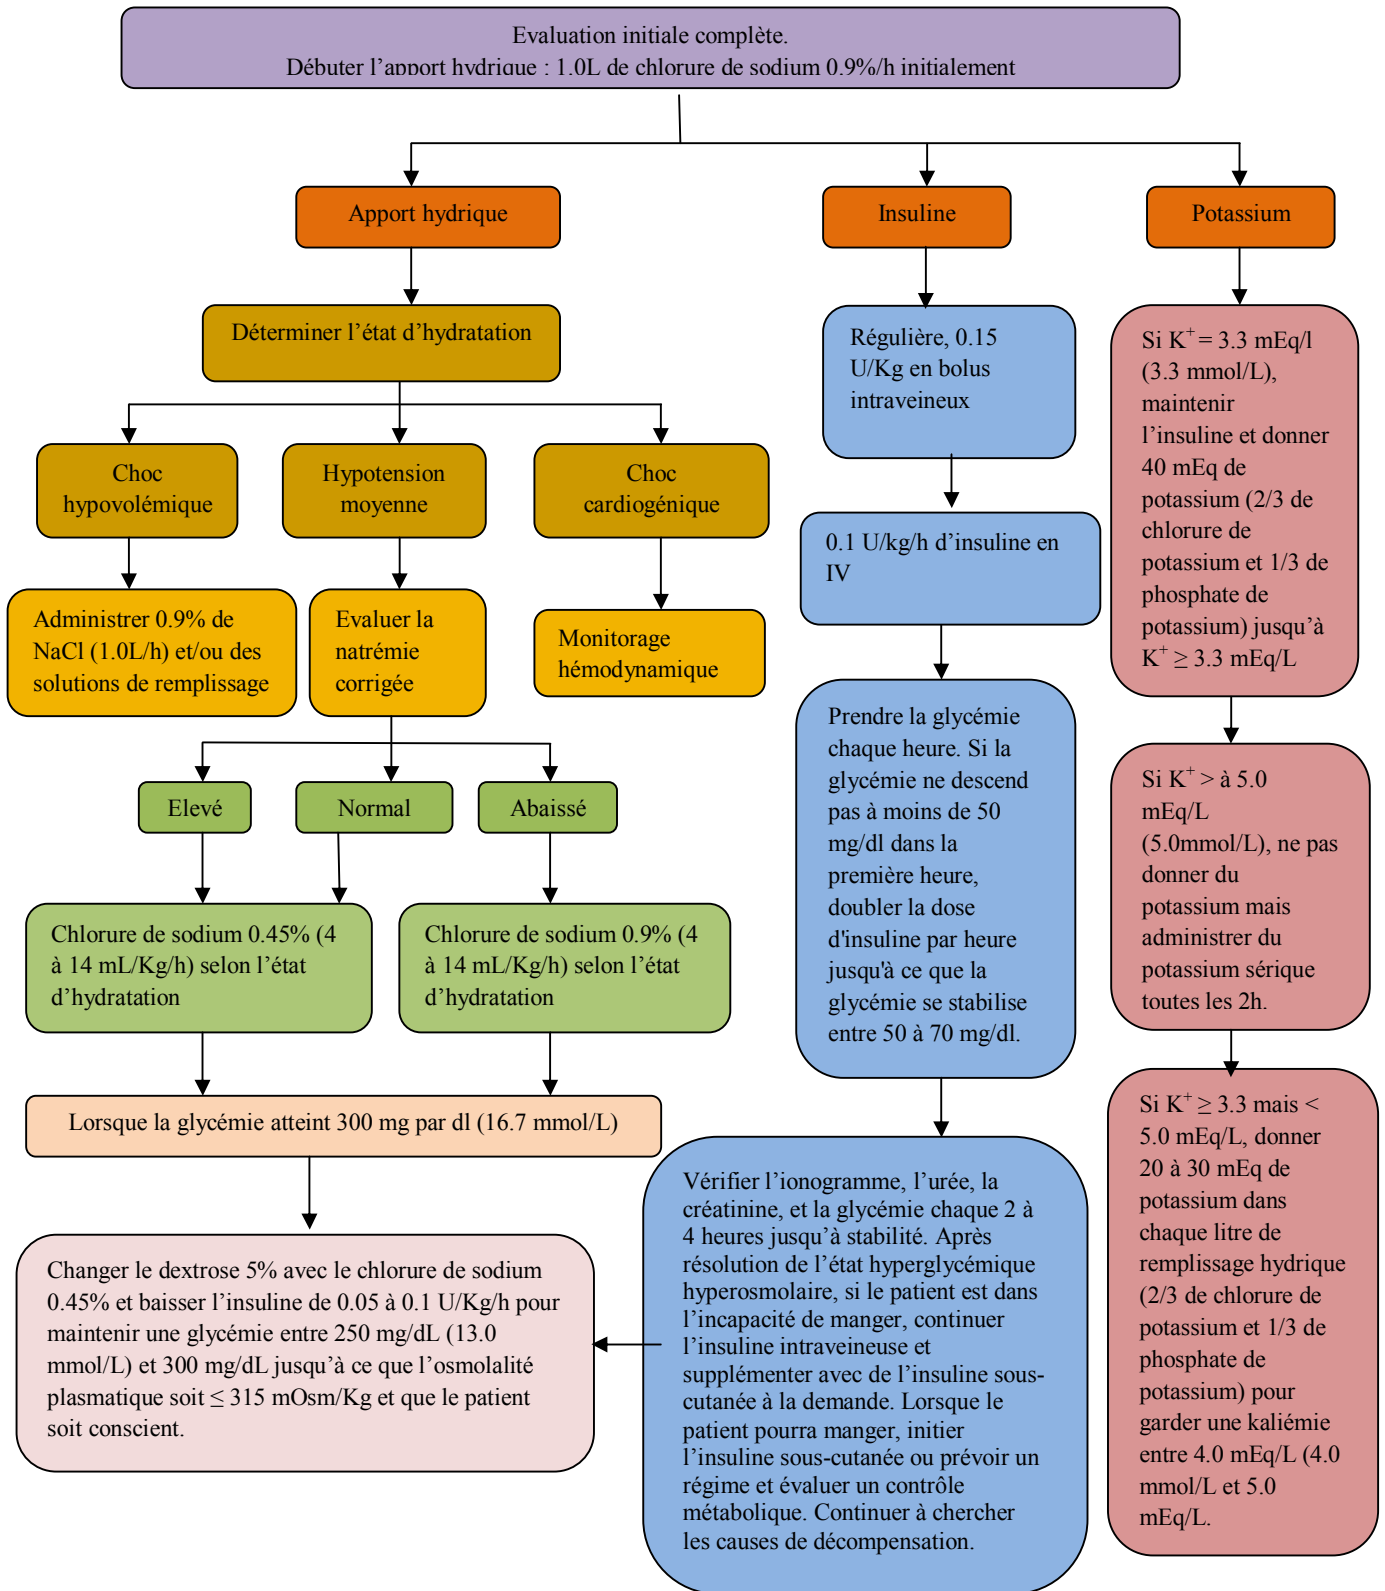 Evaluation initiale complète.
Débuter l’apport hydrique : 1.0L de chlorure de sodium 0.9%/h initialement
Apport hydrique
Insuline
Potassium
Déterminer l’état d’hydratation
Choc
hypovolémique
Hypotension
moyenne
Choc
cardiogénique
Administrer 0.9% de
NaCl (1.0L/h) et/ou des
solutions de remplissage
Evaluer la
natrémie
corrigée
Monitorage
hémodynamique
Elevé
Normal
Abaissé
Chlorure de sodium 0.45% (4
à 14 mL/Kg/h) selon l’état
d’hydratation
Chlorure de sodium 0.9% (4
à 14 mL/Kg/h) selon l’état
d’hydratation
Lorsque la glycémie atteint 300 mg par dl (16.7 mmol/L)
Changer le dextrose 5% avec le chlorure de sodium
0.45% et baisser l’insuline de 0.05 à 0.1 U/Kg/h pour
maintenir une glycémie entre 250 mg/dL (13.0
mmol/L) et 300 mg/dL jusqu’à ce que l’osmolalité
plasmatique soit ≤ 315 mOsm/Kg et que le patient
soit conscient.
Régulière, 0.15
U/Kg en bolus
intraveineux
0.1 U/kg/h d’insuline en
IV
Prendre la glycémie
chaque heure. Si la
glycémie ne descend
pas à moins de 50
mg/dl dans la
première heure,
doubler la dose
d'insuline par heure
jusqu'à ce que la
glycémie se stabilise
entre 50 à 70 mg/dl.
Vérifier l’ionogramme, l’urée, la
créatinine, et la glycémie chaque 2 à
4 heures jusqu’à stabilité. Après
résolution de l’état hyperglycémique
hyperosmolaire, si le patient est dans
l’incapacité de manger, continuer
l’insuline intraveineuse et
supplémenter avec de l’insuline sous-
cutanée à la demande. Lorsque le
patient pourra manger, initier
l’insuline sous-cutanée ou prévoir un
régime et évaluer un contrôle
métabolique. Continuer à chercher
les causes de décompensation.
Si K⁺ = 3.3 mEq/l
(3.3 mmol/L),
maintenir
l’insuline et donner
40 mEq de
potassium (2/3 de
chlorure de
potassium et 1/3 de
phosphate de
potassium) jusqu’à
K⁺ ≥ 3.3 mEq/L
Si K⁺ > à 5.0
mEq/L
(5.0mmol/L), ne pas
donner du
potassium mais
administrer du
potassium sérique
toutes les 2h.
Si K⁺ ≥ 3.3 mais <
5.0 mEq/L, donner
20 à 30 mEq de
potassium dans
chaque litre de
remplissage hydrique
(2/3 de chlorure de
potassium et 1/3 de
phosphate de
potassium) pour
garder une kaliémie
entre 4.0 mEq/L (4.0
mmol/L et 5.0
mEq/L.